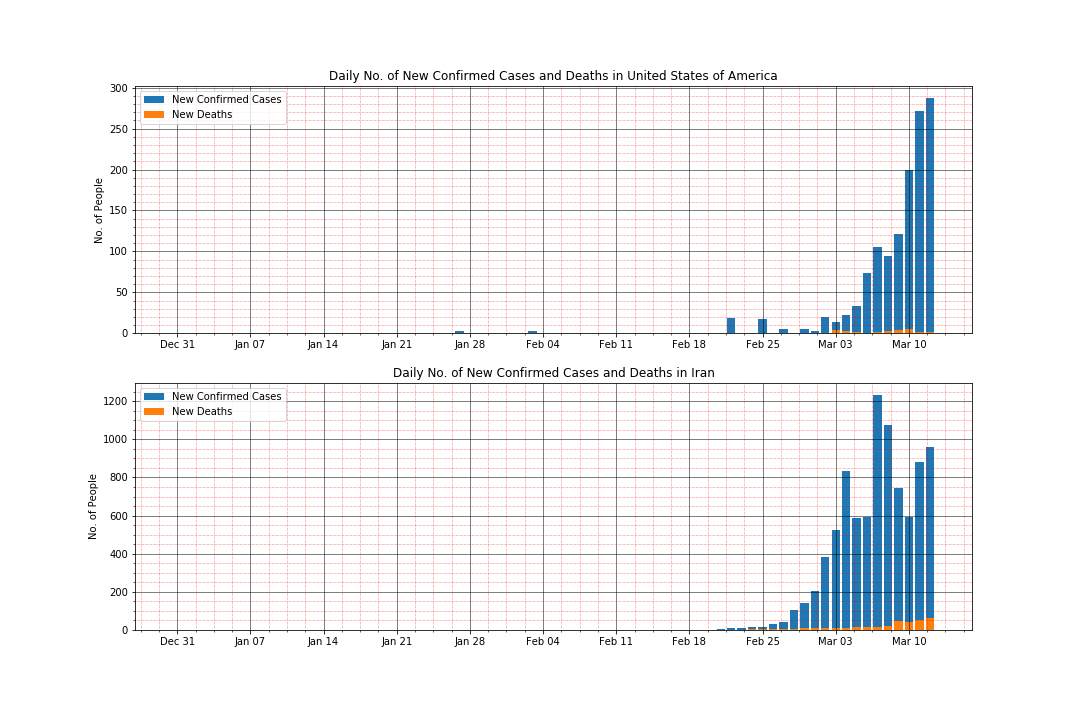 Daily No. of New Confirmed Cases and Deaths in United States of America
300
250
200
150
100
50
0
No. of People
New Confirmed Cases
New Deaths
Dec 31 Jan 07 Jan 14 Jan 21 Jan 28 Feb 04 Feb 11 Feb 18 Feb 25 Mar 03 Mar 10
Daily No. of New Confirmed Cases and Deaths in Iran
1200
1000
800
600
400
200
0
No. of People
New Confirmed Cases
New Deaths
Dec 31 Jan 07 Jan 14 Jan 21 Jan 28 Feb 04 Feb 11 Feb 18 Feb 25 Mar 03 Mar 10